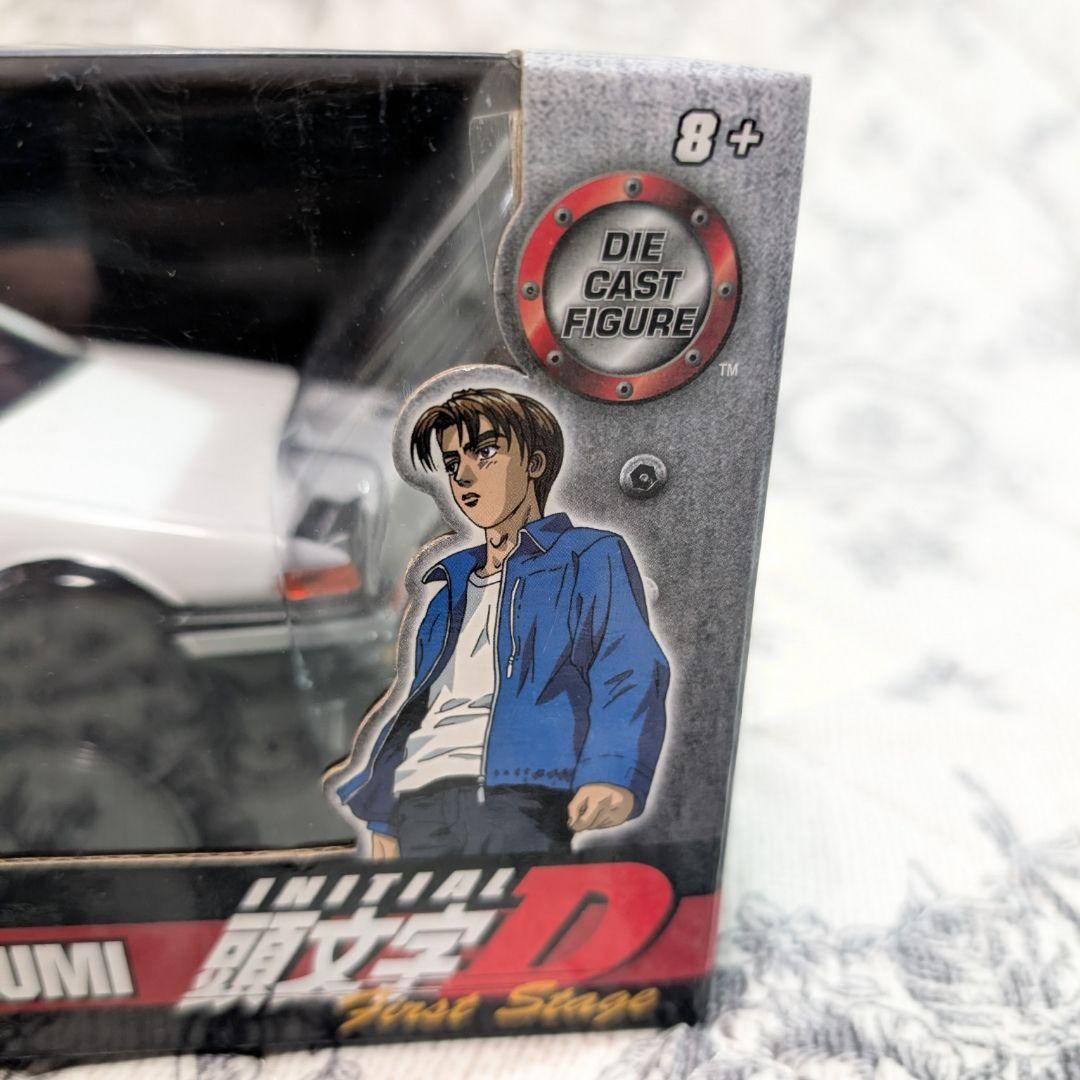 8+
DIE
CAST
FIGURE
™
INITIAL
頭文字D
UMI
First Stage